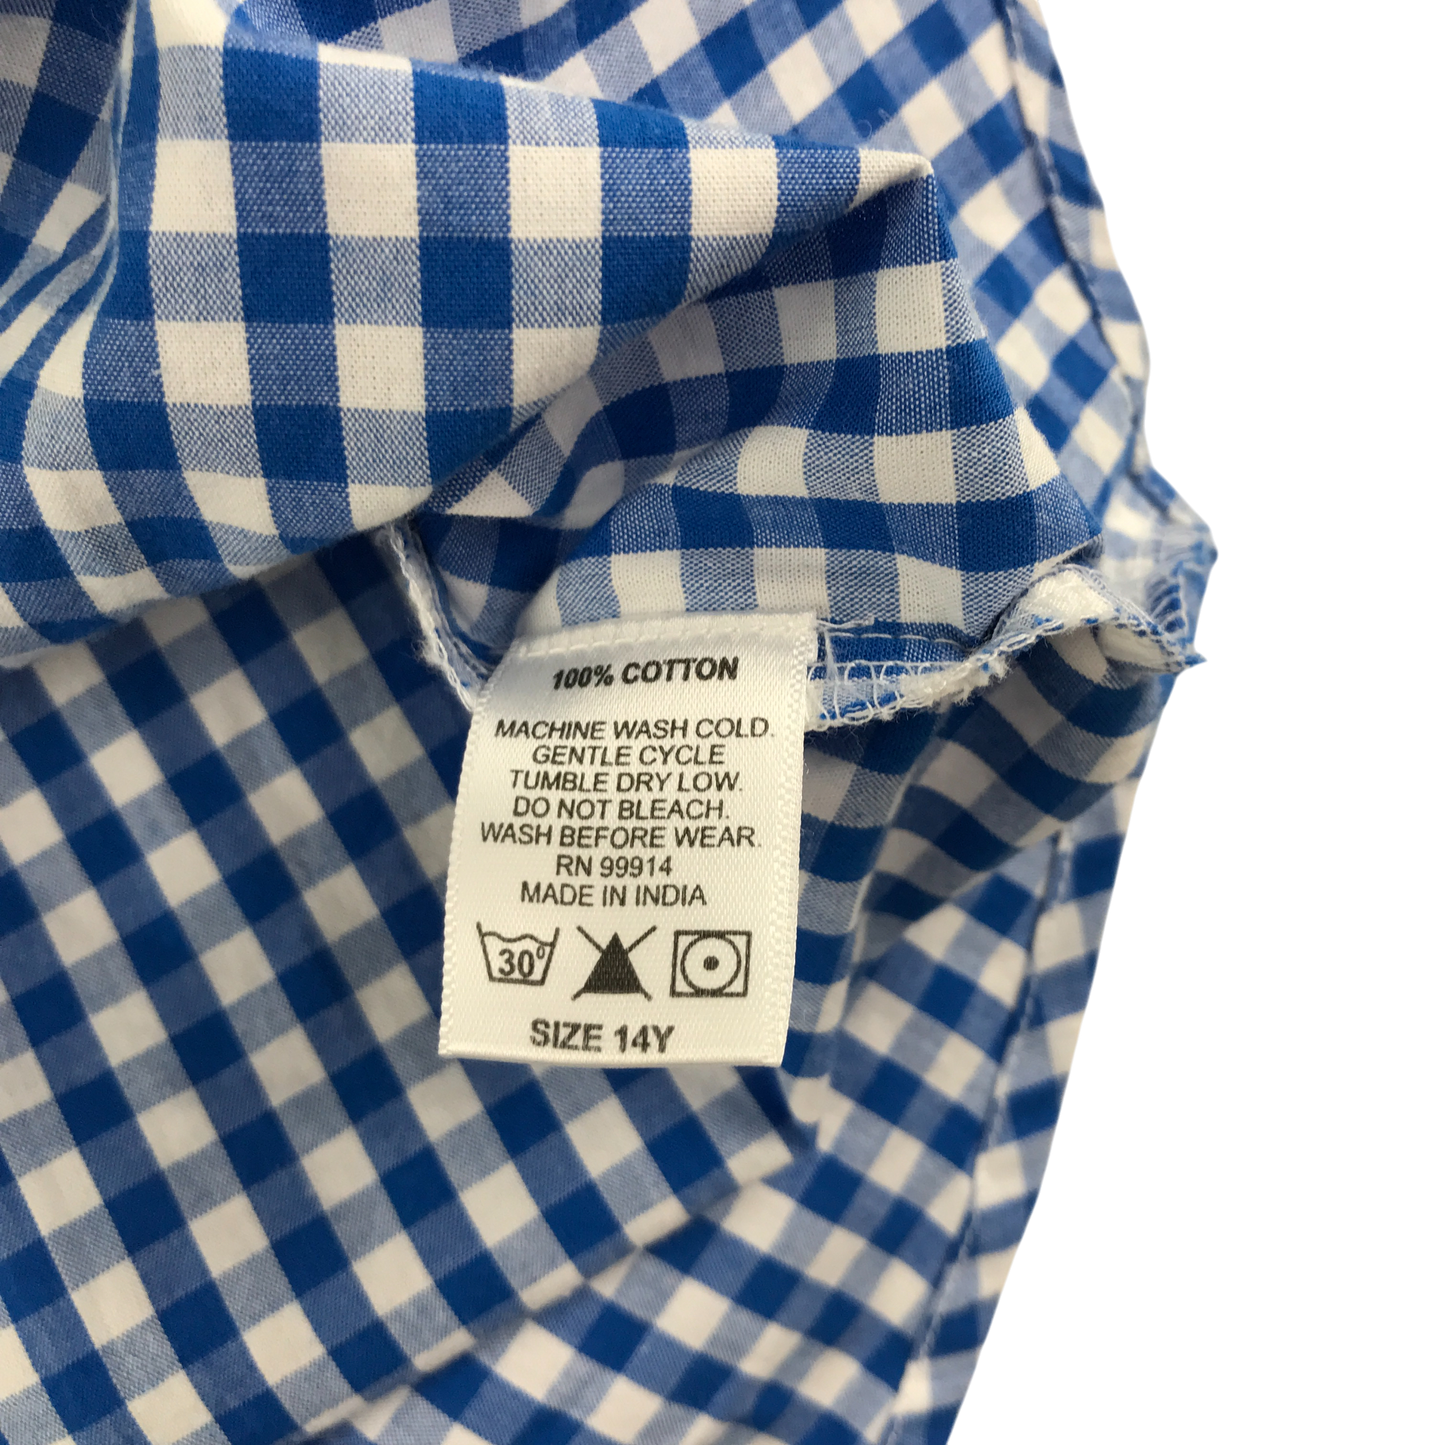 100% COTTON
MACHINE WASH COLD.
GENTLE CYCLE
TUMBLE DRY LOW.
DO NOT BLEACH.
WASH BEFORE WEAR.
RN 99914
MADE IN INDIA
30°
SIZE 14Y